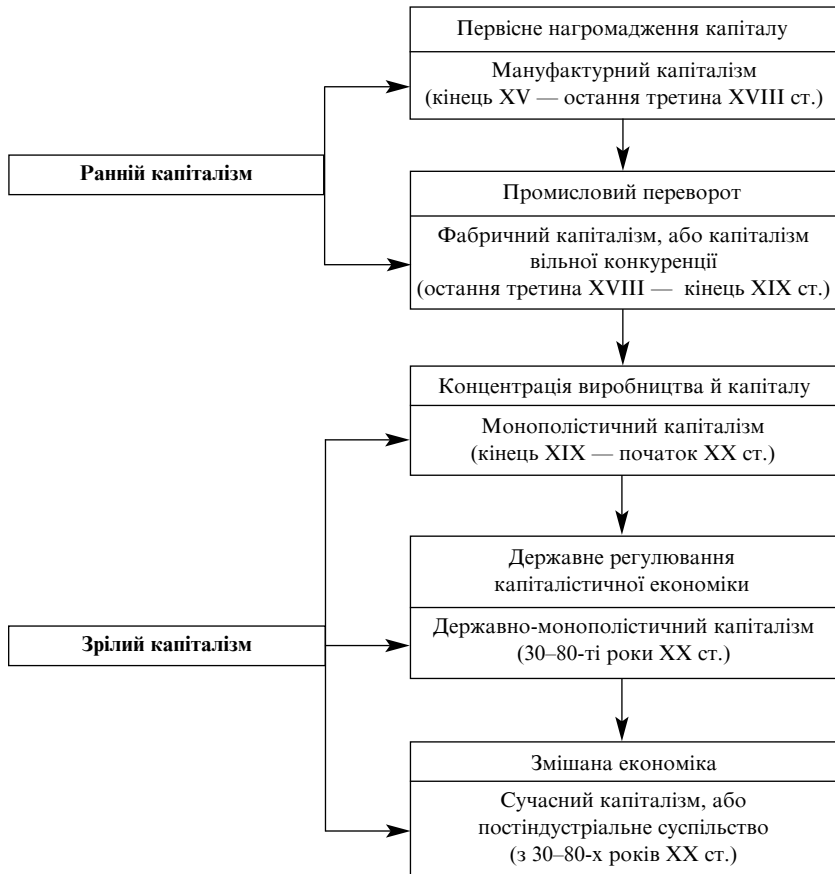 Первісне нагромадження капіталу
Мануфактурний капіталізм
(кінець XV — остання третина XVIII ст.)
Ранній капіталізм
Промисловий переворот
Фабричний капіталізм, або капіталізм
вільної конкуренції
(остання третина XVIII — кінець XIX ст.)
Концентрація виробництва й капіталу
Монополістичний капіталізм
(кінець XIX — початок XX ст.)
Державне регулювання
капіталістичної економіки
Зрілий капіталізм
Державно-монополістичний капіталізм
(30–80-ті роки XX ст.)
Змішана економіка
Сучасний капіталізм, або
постіндустріальне суспільство
(з 30–80-х років XX ст.)